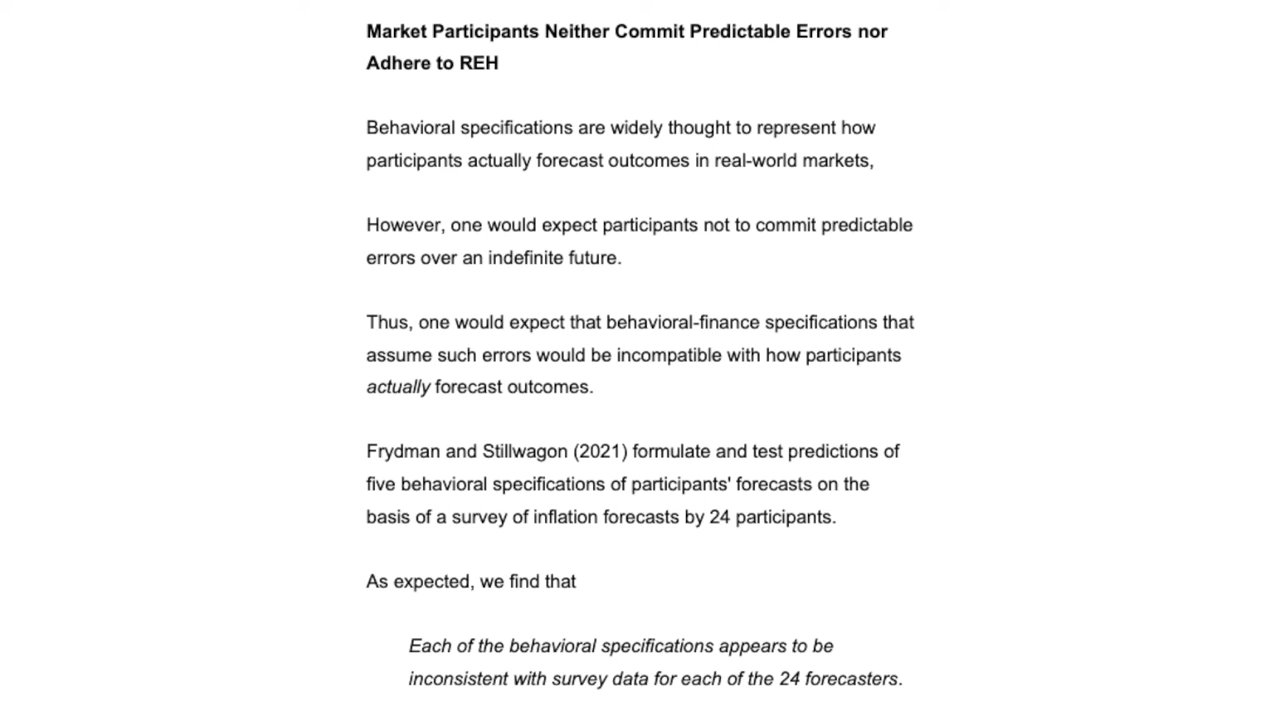 Market Participants Neither Commit Predictable Errors nor
Adhere to REH
Behavioral specifications are widely thought to represent how
participants actually forecast outcomes in real-world markets,
However, one would expect participants not to commit predictable
errors over an indefinite future.
Thus, one would expect that behavioral-finance specifications that
assume such errors would be incompatible with how participants
actually forecast outcomes.
Frydman and Stillwagon (2021) formulate and test predictions of
five behavioral specifications of participants' forecasts on the
basis of a survey of inflation forecasts by 24 participants.
As expected, we find that
Each of the behavioral specifications appears to be
inconsistent with survey data for each of the 24 forecasters.